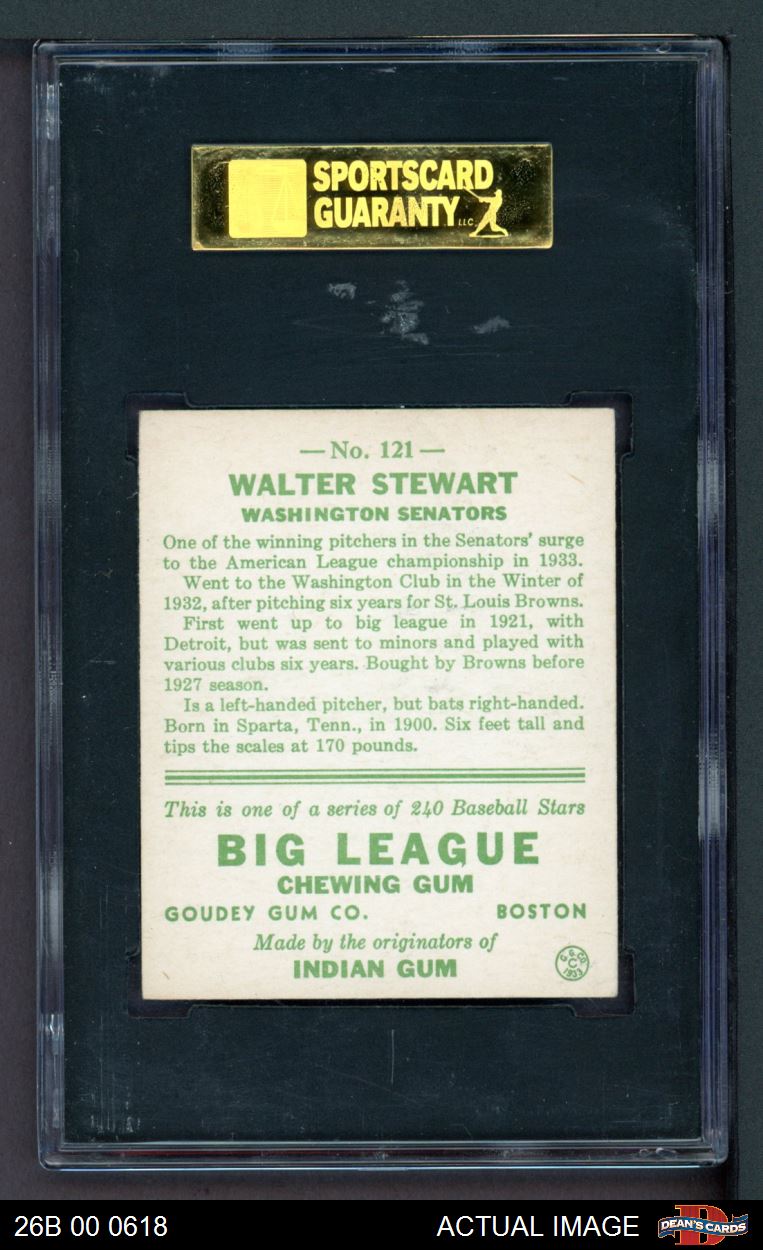 SPORTSCARD
GUARANTY LLC
— No. 121 —
WALTER STEWART
WASHINGTON SENATORS
One of the winning pitchers in the Senators' surge
to the American League championship in 1933.
Went to the Washington Club in the Winter of
1932, after pitching six years for St. Louis Browns.
First went up to big league in 1921, with
Detroit, but was sent to minors and played with
various clubs six years. Bought by Browns before
1927 season.
Is a left-handed pitcher, but bats right-handed.
Born in Sparta, Tenn., in 1900. Six feet tall and
tips the scales at 170 pounds.
This is one of a series of 240 Baseball Stars
BIG LEAGUE
CHEWING GUM
GOUDEY GUM CO. BOSTON
Made by the originators of
INDIAN GUM
G. G. CO.
C
1933
26B 00 0618 ACTUAL IMAGE DEAN'S CARDS